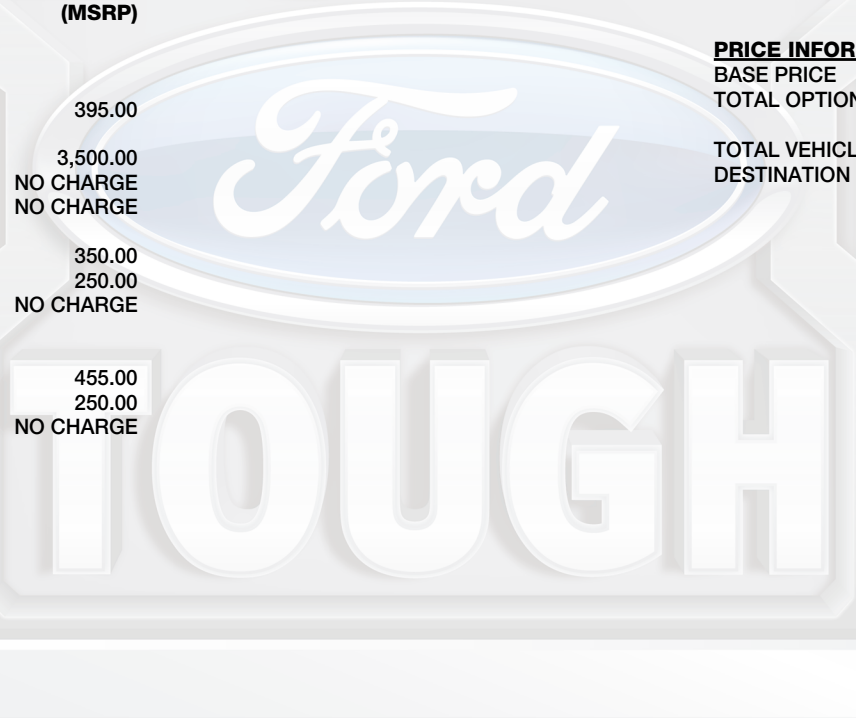 (MSRP)
395.00
3,500.00
NO CHARGE
NO CHARGE
350.00
250.00
NO CHARGE
455.00
250.00
NO CHARGE
PRICE INFOR
BASE PRICE
TOTAL OPTION
TOTAL VEHICL
DESTINATION
Ford
TOUGH